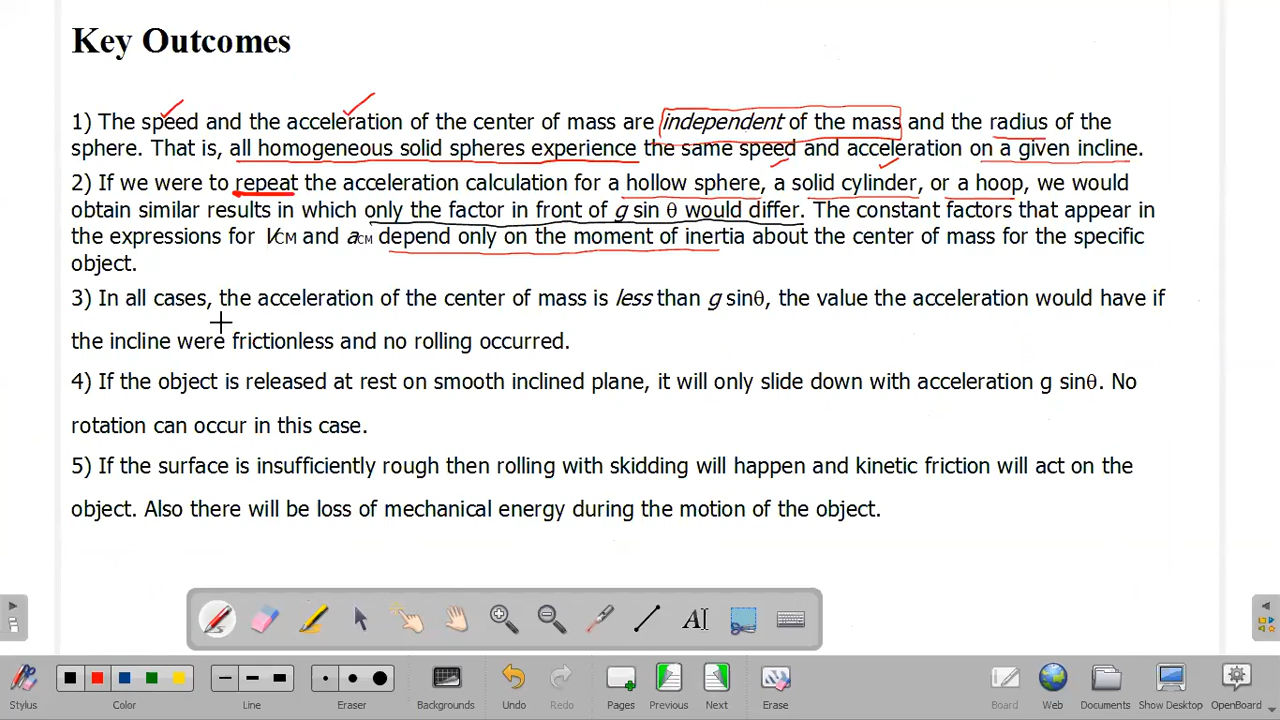 Key Outcomes
1) The speed and the acceleration of the center of mass are independent of the mass and the radius of the
sphere. That is, all homogeneous solid spheres experience the same speed and acceleration on a given incline.
2) If we were to repeat the acceleration calculation for a hollow sphere, a solid cylinder, or a hoop, we would
obtain similar results in which only the factor in front of g sin θ would differ. The constant factors that appear in
the expressions for VCM and aCM depend only on the moment of inertia about the center of mass for the specific
object.
3) In all cases, the acceleration of the center of mass is less than g sinθ, the value the acceleration would have if
the incline were frictionless and no rolling occurred.
4) If the object is released at rest on smooth inclined plane, it will only slide down with acceleration g sinθ. No
rotation can occur in this case.
5) If the surface is insufficiently rough then rolling with skidding will happen and kinetic friction will act on the
object. Also there will be loss of mechanical energy during the motion of the object.
AI
Stylus Color Line Eraser Backgrounds Undo Redo Pages Previous Next Erase Board Web Documents Show Desktop OpenBoard